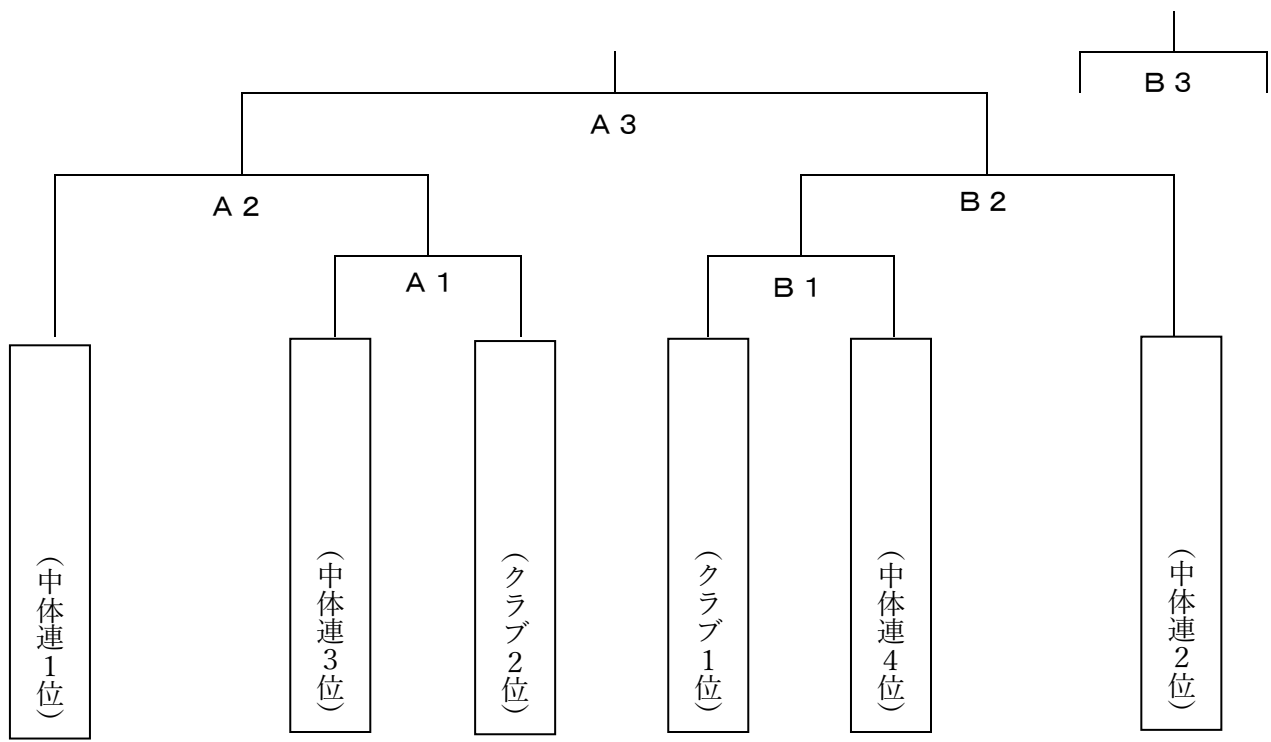 Ｂ３
Ａ３
Ａ２
Ｂ２
Ａ１
Ｂ１
（中体連１位）
（中体連３位）
（クラブ２位）
（クラブ１位）
（中体連４位）
（中体連２位）